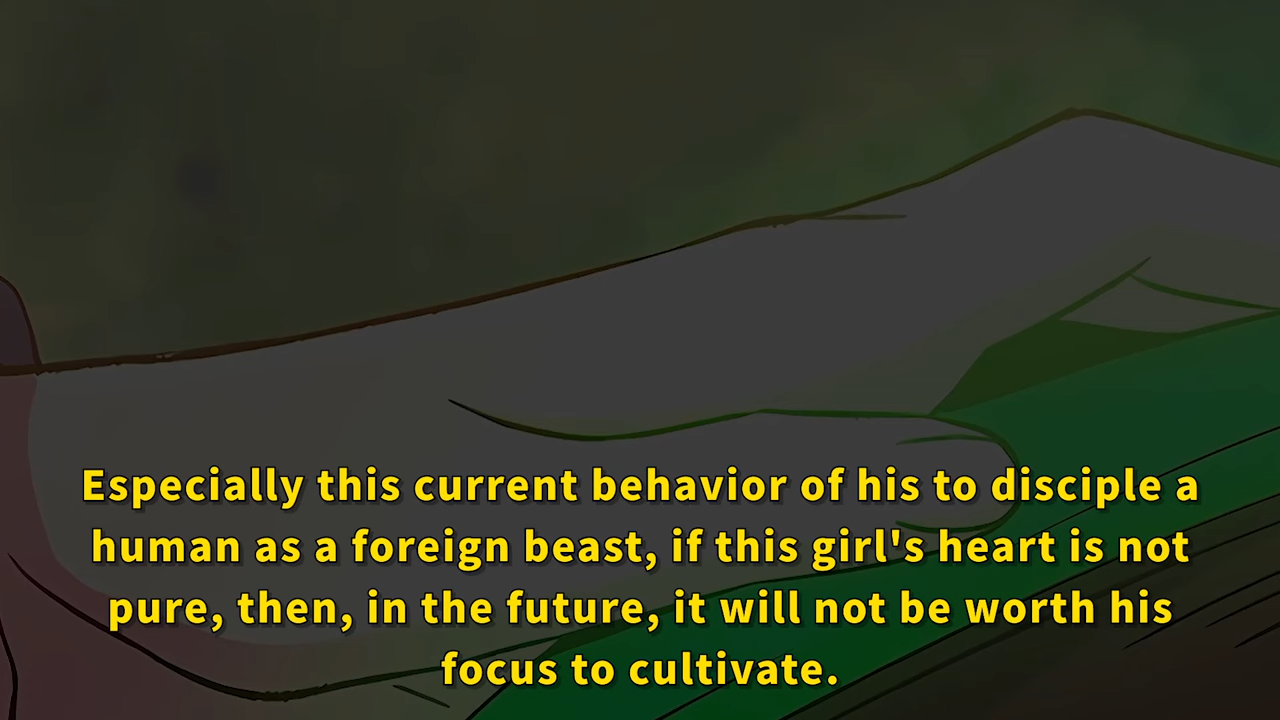 Especially this current behavior of his to disciple a
human as a foreign beast, if this girl's heart is not
pure, then, in the future, it will not be worth his
focus to cultivate.